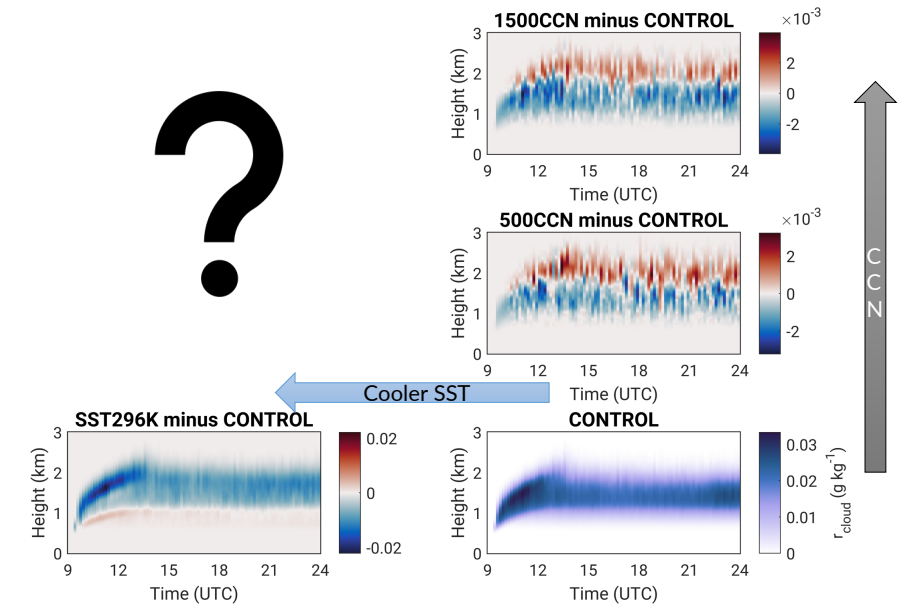 1500CCN minus CONTROL
×10⁻³
3
2
1
0
Height (km)
9 12 15 18 21 24
Time (UTC)
2
0
-2
500CCN minus CONTROL
×10⁻³
3
2
1
0
Height (km)
9 12 15 18 21 24
Time (UTC)
2
0
-2
C
C
N
?
Cooler SST
SST296K minus CONTROL
3
2
1
0
Height (km)
9 12 15 18 21 24
Time (UTC)
0.02
0
-0.02
CONTROL
3
2
1
0
Height (km)
9 12 15 18 21 24
Time (UTC)
0.03
0.02
0.01
0
r_cloud (g kg⁻¹)